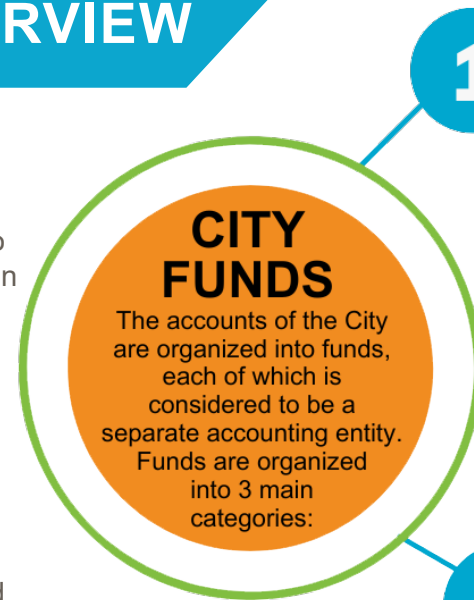 RVIEW
1
CITY
FUNDS
The accounts of the City
are organized into funds,
each of which is
considered to be a
separate accounting entity.
Funds are organized
into 3 main
categories: